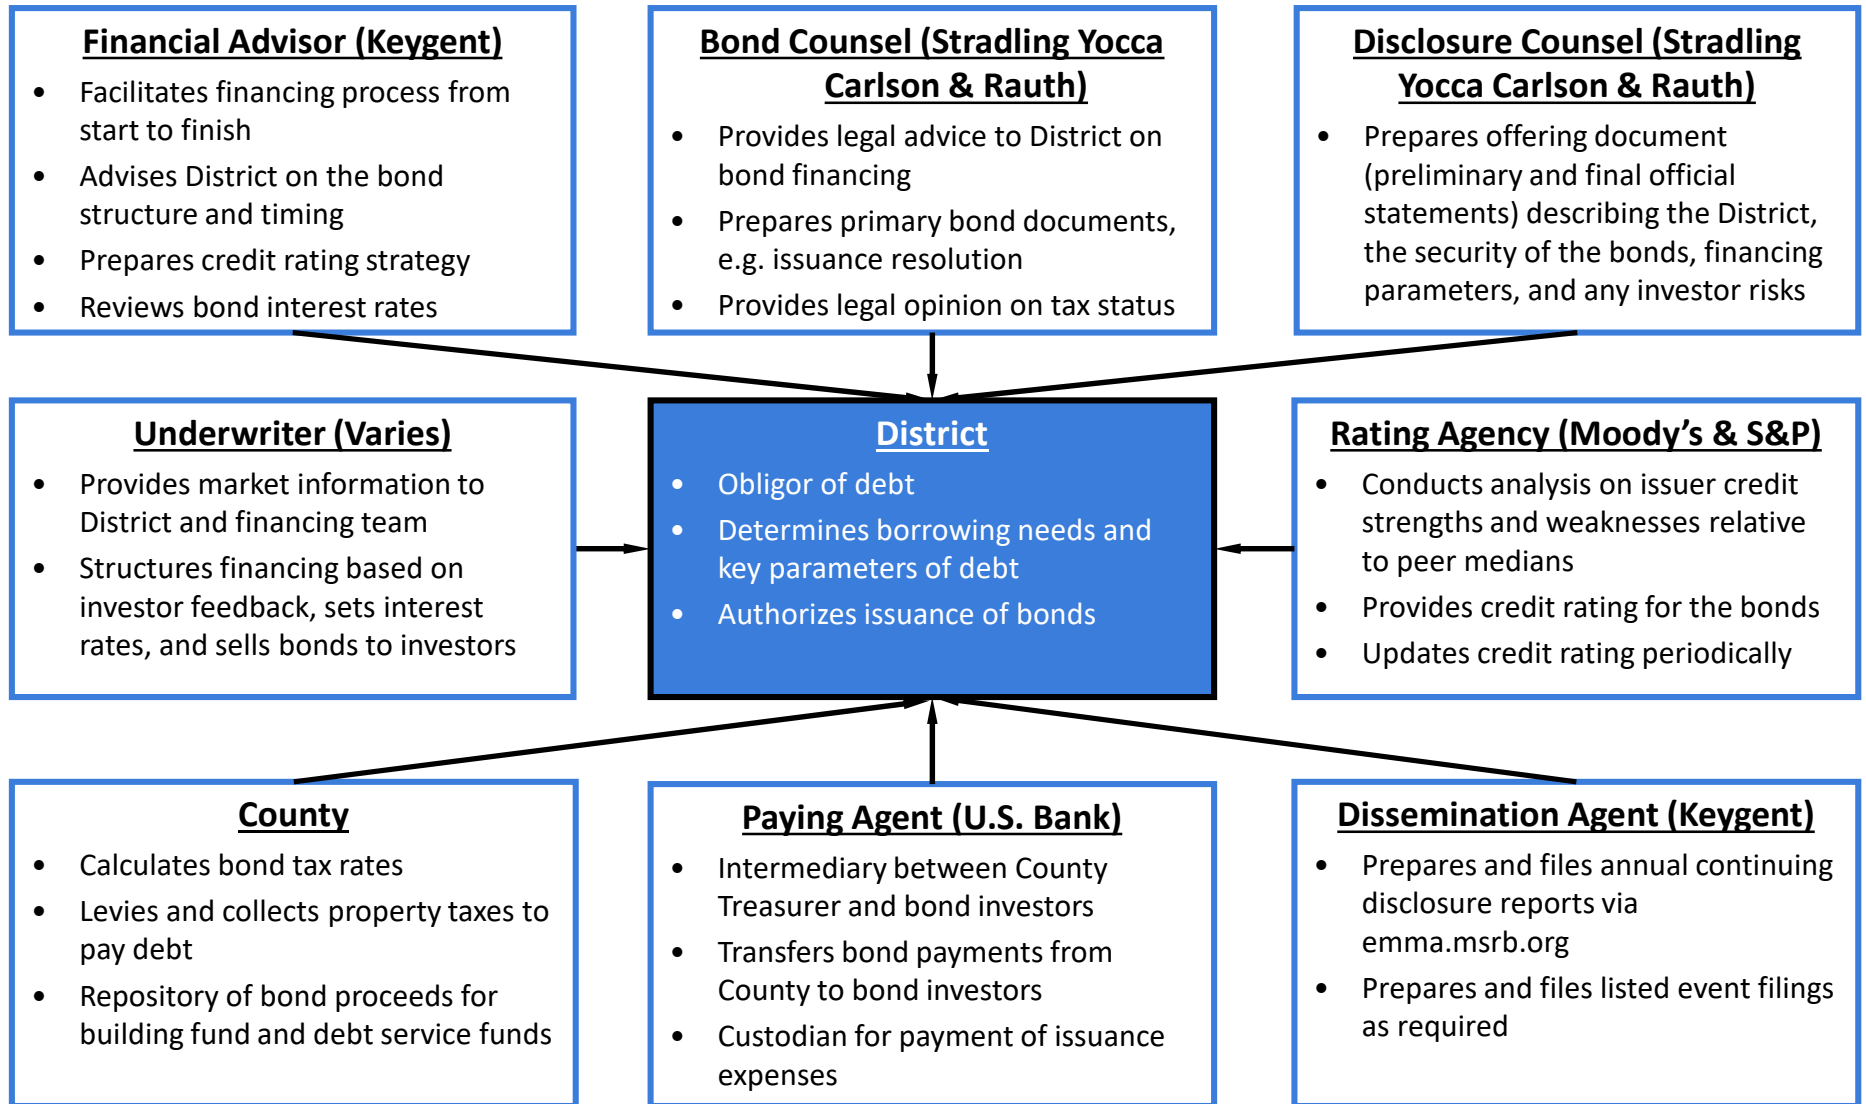 Financial Advisor (Keygent)
• Facilitates financing process from
start to finish
• Advises District on the bond
structure and timing
• Prepares credit rating strategy
• Reviews bond interest rates
Bond Counsel (Stradling Yocca
Carlson & Rauth)
• Provides legal advice to District on
bond financing
• Prepares primary bond documents,
e.g. issuance resolution
• Provides legal opinion on tax status
Disclosure Counsel (Stradling
Yocca Carlson & Rauth)
• Prepares offering document
(preliminary and final official
statements) describing the District,
the security of the bonds, financing
parameters, and any investor risks
Underwriter (Varies)
• Provides market information to
District and financing team
• Structures financing based on
investor feedback, sets interest
rates, and sells bonds to investors
District
• Obligor of debt
• Determines borrowing needs and
key parameters of debt
• Authorizes issuance of bonds
Rating Agency (Moody’s & S&P)
• Conducts analysis on issuer credit
strengths and weaknesses relative
to peer medians
• Provides credit rating for the bonds
• Updates credit rating periodically
County
• Calculates bond tax rates
• Levies and collects property taxes to
pay debt
• Repository of bond proceeds for
building fund and debt service funds
Paying Agent (U.S. Bank)
• Intermediary between County
Treasurer and bond investors
• Transfers bond payments from
County to bond investors
• Custodian for payment of issuance
expenses
Dissemination Agent (Keygent)
• Prepares and files annual continuing
disclosure reports via
emma.msrb.org
• Prepares and files listed event filings
as required